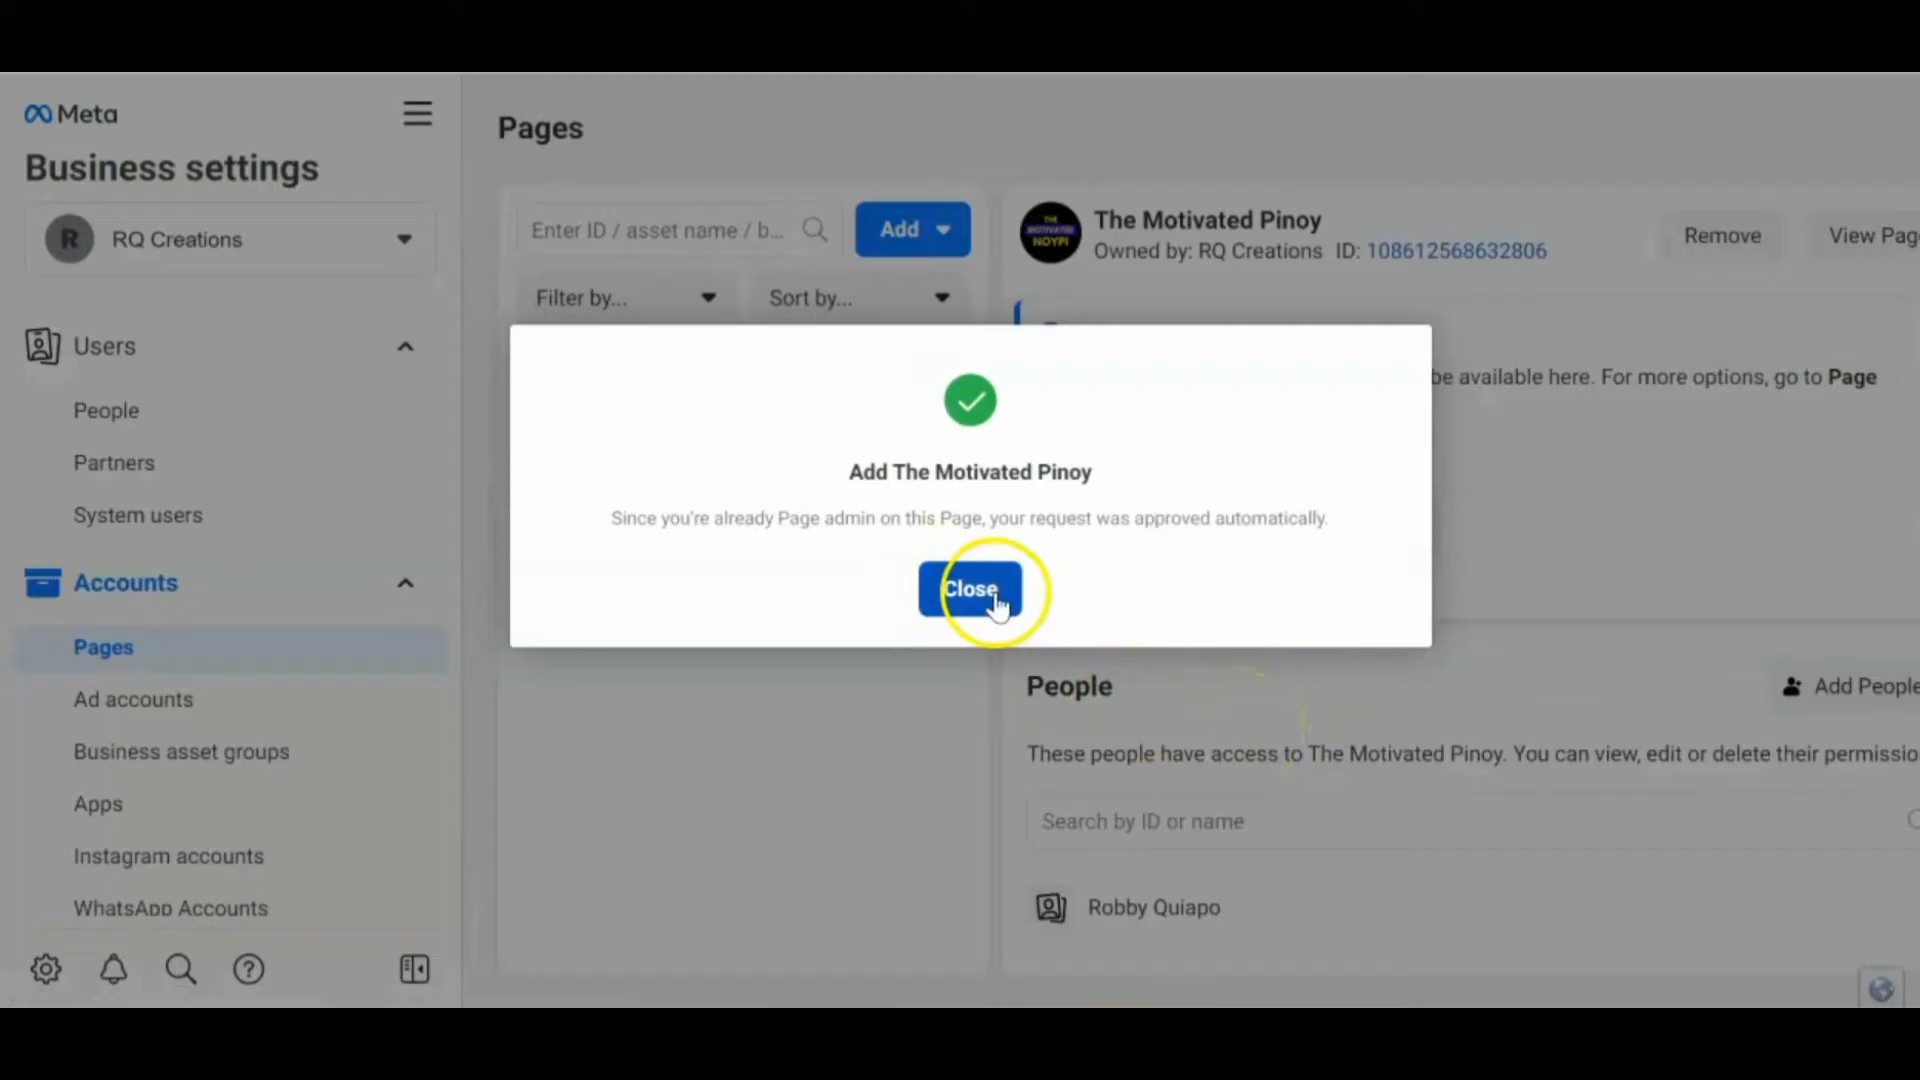 Meta
Business settings
R
RQ Creations
Users
People
Partners
System users
Accounts
Pages
Ad accounts
Business asset groups
Apps
Instagram accounts
WhatsApp Accounts
Pages
Enter ID / asset name / b...
Add
Filter by...
Sort by...
THE
MOTIVATED
NOYPI
The Motivated Pinoy
Owned by: RQ Creations ID: 108612568632806
Remove
View Pag
be available here. For more options, go to Page
Add The Motivated Pinoy
Since you're already Page admin on this Page, your request was approved automatically.
Close
People
Add People
These people have access to The Motivated Pinoy. You can view, edit or delete their permissio
Search by ID or name
Robby Quiapo